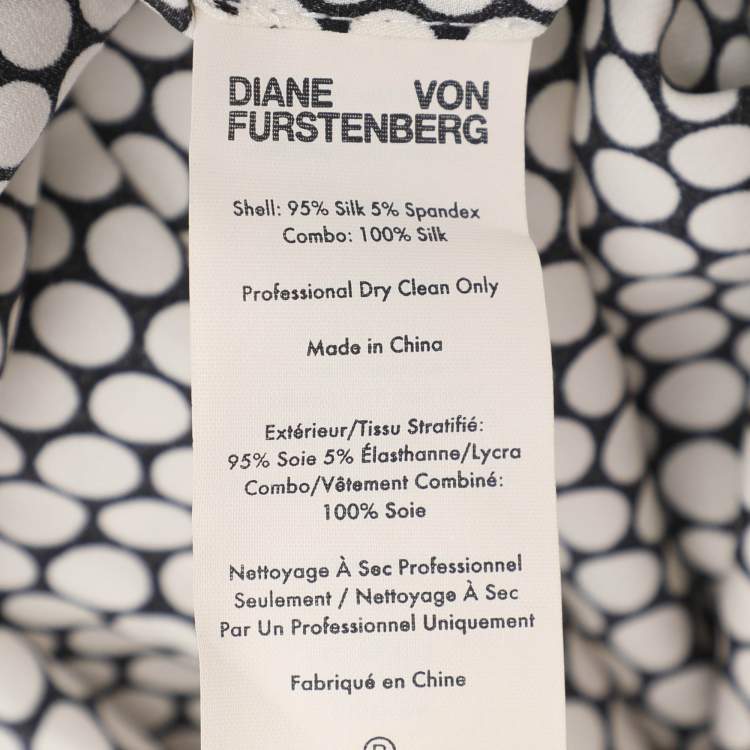 DIANE VON
FURSTENBERG
Shell: 95% Silk 5% Spandex
Combo: 100% Silk
Professional Dry Clean Only
Made in China
Extérieur/Tissu Stratifié:
95% Soie 5% Élasthanne/Lycra
Combo/Vêtement Combiné:
100% Soie
Nettoyage À Sec Professionnel
Seulement / Nettoyage À Sec
Par Un Professionnel Uniquement
Fabriqué en Chine